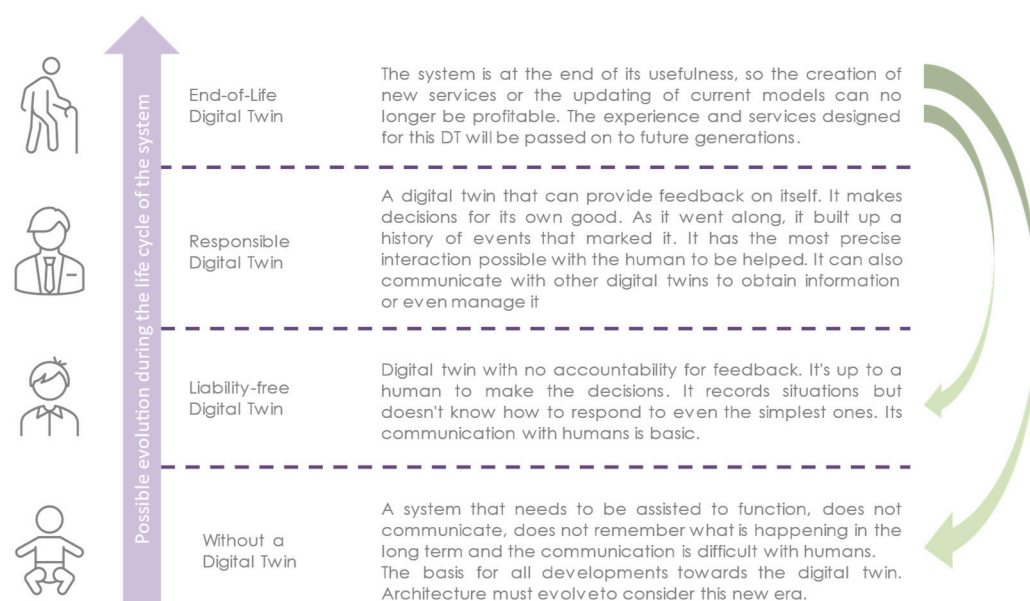 Possible evolution during the life cycle of the system
End-of-Life
Digital Twin
The system is at the end of its usefulness, so the creation of
new services or the updating of current models can no
longer be profitable. The experience and services designed
for this DT will be passed on to future generations.
Responsible
Digital Twin
A digital twin that can provide feedback on itself. It makes
decisions for its own good. As it went along, it built up a
history of events that marked it. It has the most precise
interaction possible with the human to be helped. It can also
communicate with other digital twins to obtain information
or even manage it
Liability-free
Digital Twin
Digital twin with no accountability for feedback. It's up to a
human to make the decisions. It records situations but
doesn't know how to respond to even the simplest ones. Its
communication with humans is basic.
Without a
Digital Twin
A system that needs to be assisted to function, does not
communicate, does not remember what is happening in the
long term and the communication is difficult with humans.
The basis for all developments towards the digital twin.
Architecture must evolve to consider this new era.